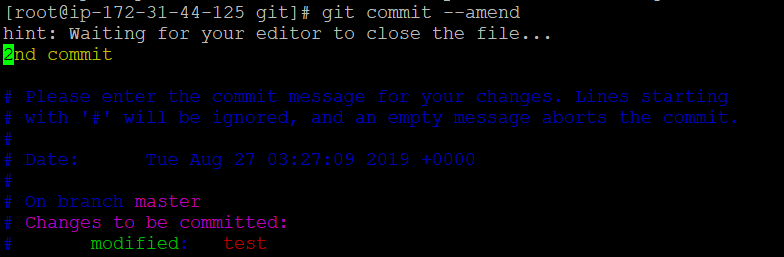 [root@ip-172-31-44-125 git]# git commit --amend
hint: Waiting for your editor to close the file...
2nd commit
# Please enter the commit message for your changes. Lines starting
# with '#' will be ignored, and an empty message aborts the commit.
#
# Date:      Tue Aug 27 03:27:09 2019 +0000
#
# On branch master
# Changes to be committed:
#       modified:   test